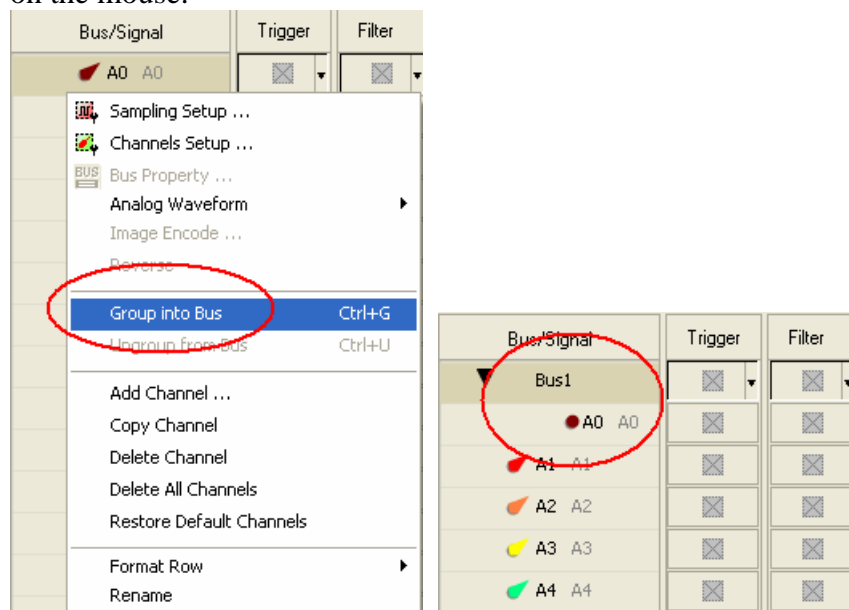 on the mouse.
Bus/Signal Trigger Filter
A0 A0
Sampling Setup ...
Channels Setup ...
BUS Bus Property ...
Analog Waveform
Image Encode ...
Reverse
Group into Bus Ctrl+G
Ungroup from Bus Ctrl+U
Add Channel ...
Copy Channel
Delete Channel
Delete All Channels
Restore Default Channels
Format Row
Rename
Bus/Signal Trigger Filter
Bus1
A0 A0
A1 A1
A2 A2
A3 A3
A4 A4